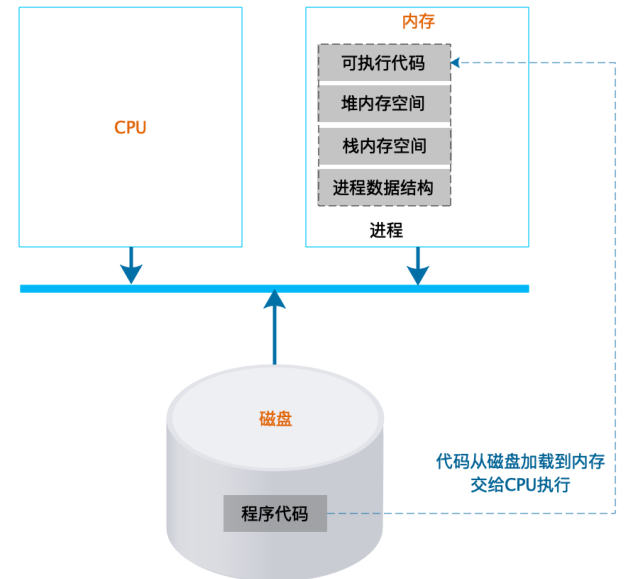 内存
可执行代码
堆内存空间
CPU
栈内存空间
进程数据结构
进程
磁盘
代码从磁盘加载到内存
交给CPU执行
程序代码